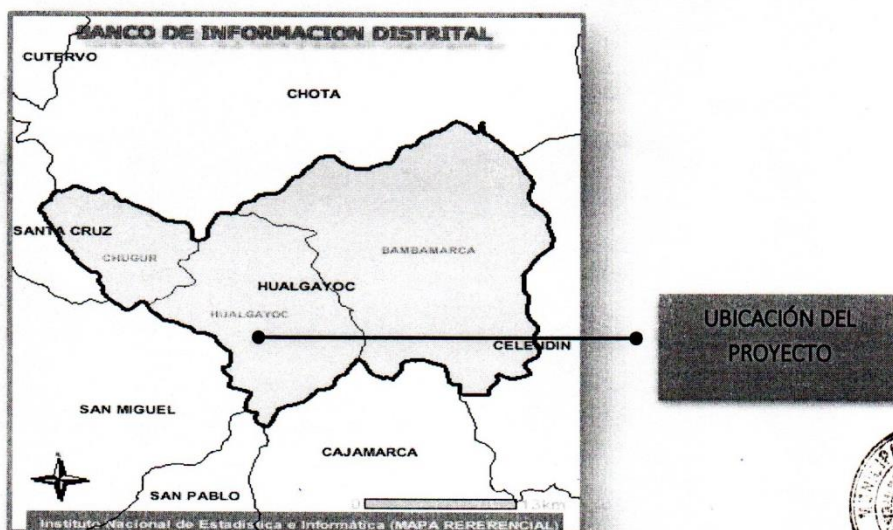 BANCO DE INFORMACION DISTRITAL
CUTERVO
CHOTA
SANTA CRUZ
CHUGUR
BAMBAMARCA
HUALGAYOC
HUALGAYOC
CELENDIN
UBICACIÓN DEL
PROYECTO
SAN MIGUEL
CAJAMARCA
SAN PABLO
Instituto Nacional de Estadística e Informática (MAPA RERERENCIAL)